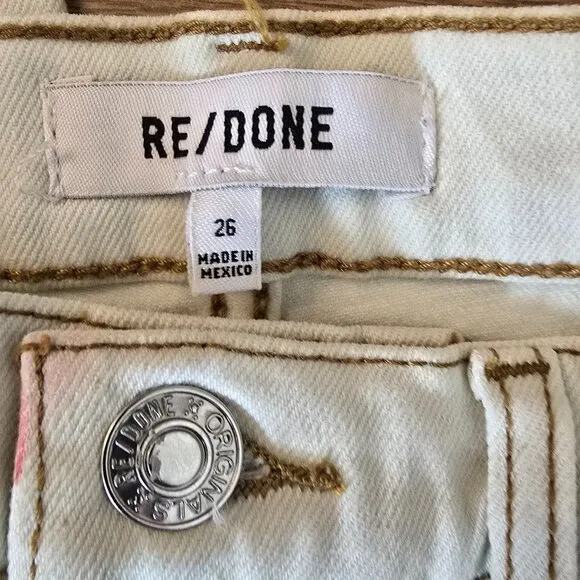 RE/DONE
26
MADE IN
MEXICO
RE/DONE ORIGINALS